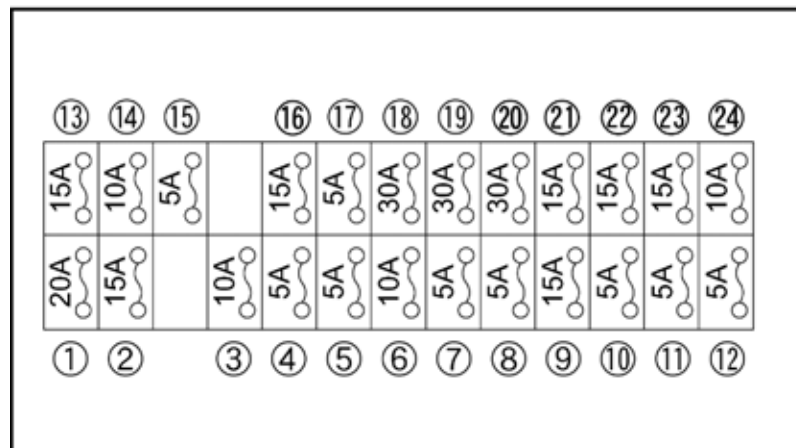 ⑬ ⑭ ⑮ ⑯ ⑰ ⑱ ⑲ ⑳ ㉑ ㉒ ㉓ ㉔
15A 10A 5A 15A 5A 30A 30A 30A 15A 15A 15A 10A
20A 15A 10A 5A 5A 10A 5A 5A 15A 5A 5A 5A
① ② ③ ④ ⑤ ⑥ ⑦ ⑧ ⑨ ⑩ ⑪ ⑫